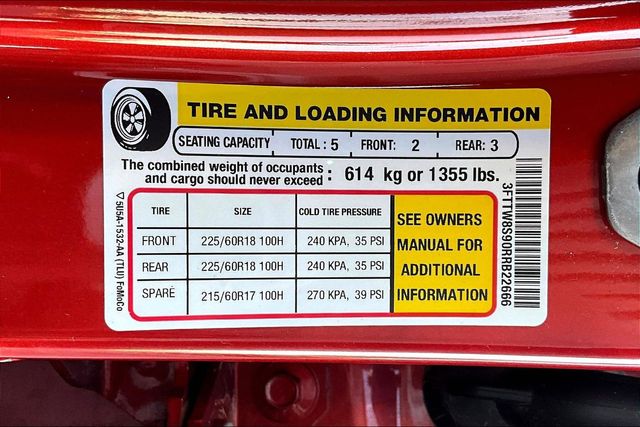 TIRE AND LOADING INFORMATION
SEATING CAPACITY TOTAL : 5 FRONT: 2 REAR: 3
The combined weight of occupants
and cargo should never exceed : 614 kg or 1355 lbs.
TIRE SIZE COLD TIRE PRESSURE
FRONT 225/60R18 100H 240 KPA, 35 PSI
REAR 225/60R18 100H 240 KPA, 35 PSI
SPARE 215/60R17 100H 270 KPA, 39 PSI
SEE OWNERS
MANUAL FOR
ADDITIONAL
INFORMATION
5U5A-1532-AA (TLU) FoMoCo
3FTTW8S90RRB22666